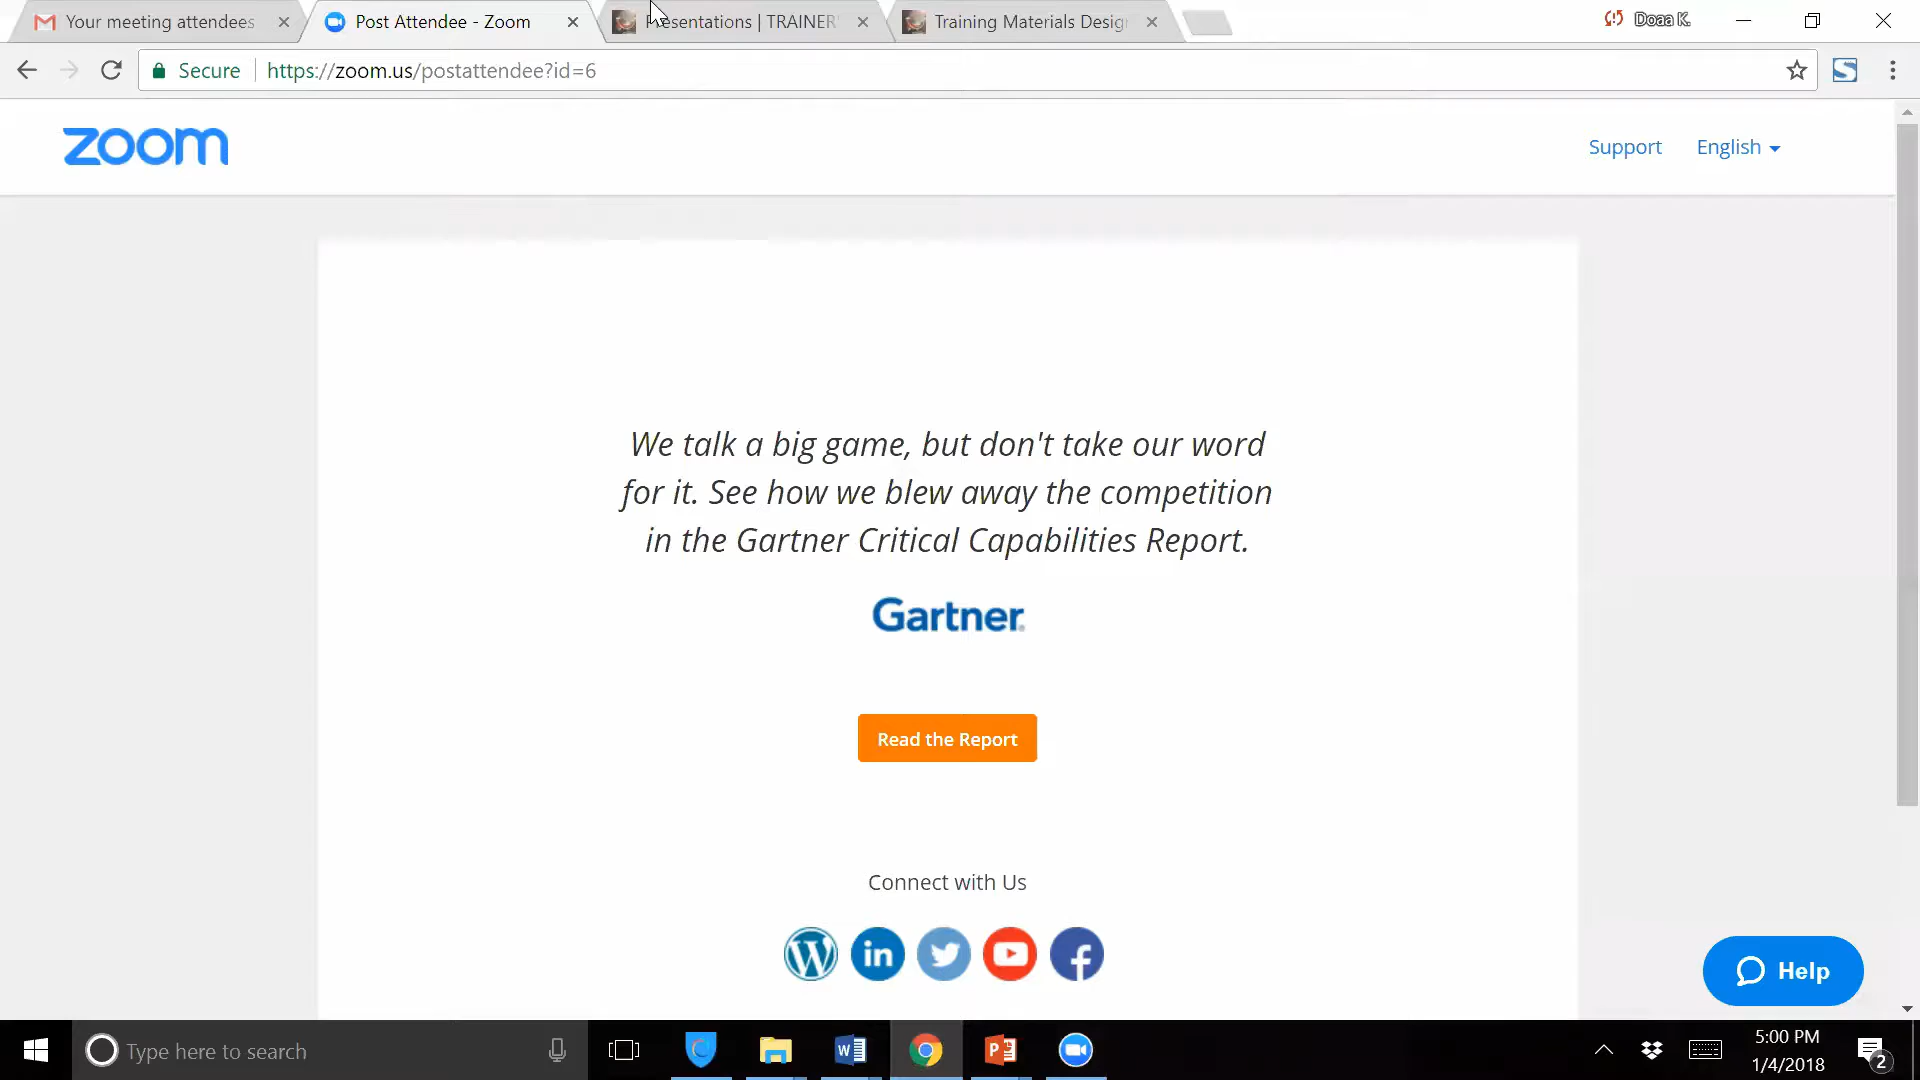 Your meeting attendees
Post Attendee - Zoom
Presentations | TRAINER'
Training Materials Desig
Doaa K.
Secure
https://zoom.us/postattendee?id=6
zoom
Support
English
We talk a big game, but don't take our word
for it. See how we blew away the competition
in the Gartner Critical Capabilities Report.
Gartner
Read the Report
Connect with Us
Help
Type here to search
5:00 PM
1/4/2018
2